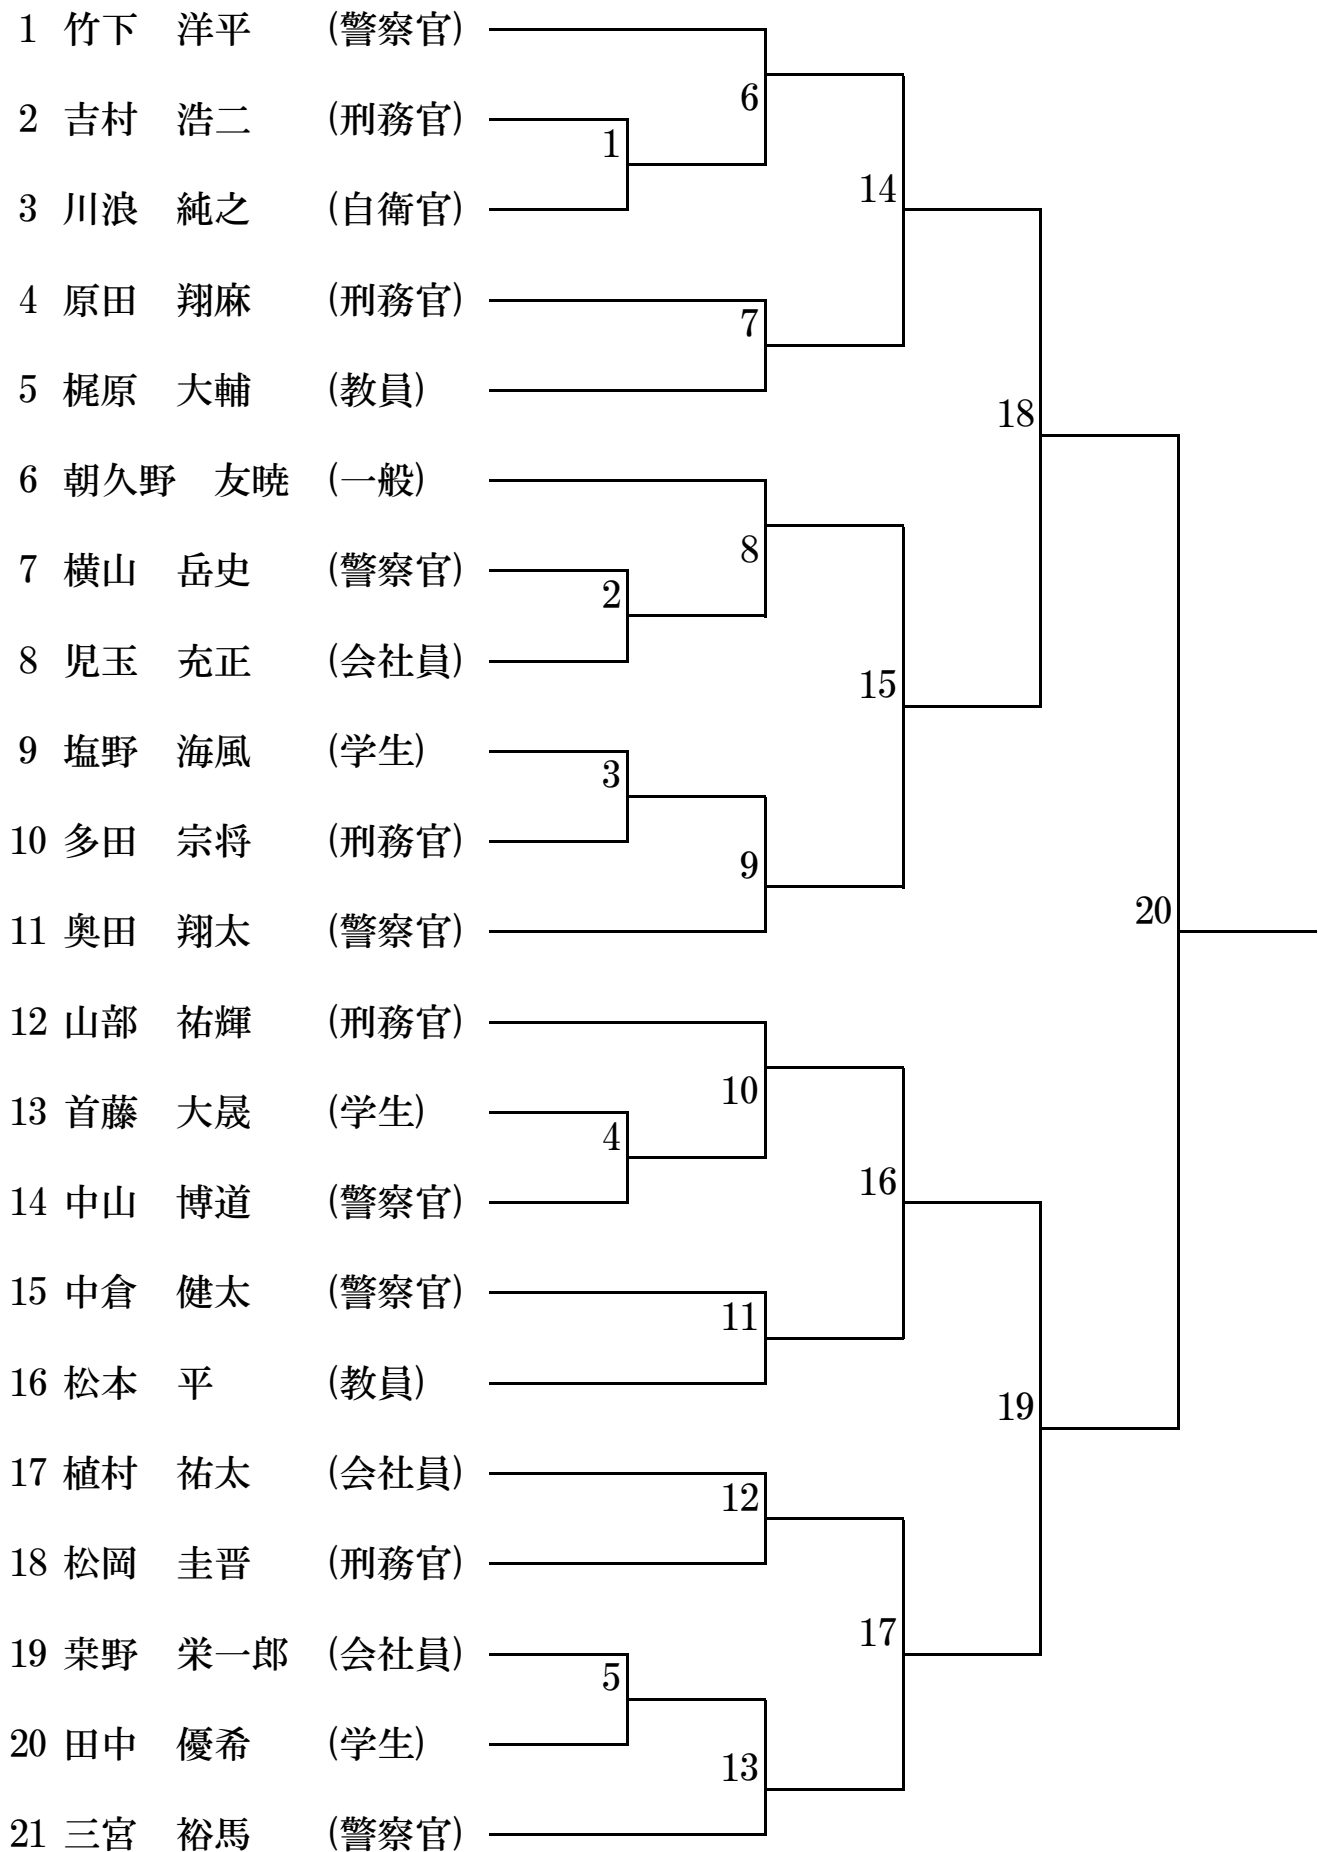 1 竹下 洋平 (警察官)
6
2 吉村 浩二 (刑務官)
1
14
3 川浪 純之 (自衛官)
4 原田 翔麻 (刑務官)
7
5 梶原 大輔 (教員)
18
6 朝久野 友暁 (一般)
8
7 横山 岳史 (警察官)
2
8 児玉 充正 (会社員)
15
9 塩野 海風 (学生)
3
10 多田 宗将 (刑務官)
9
20
11 奥田 翔太 (警察官)
12 山部 祐輝 (刑務官)
10
13 首藤 大晟 (学生)
4
16
14 中山 博道 (警察官)
15 中倉 健太 (警察官)
11
16 松本 平 (教員)
19
17 植村 祐太 (会社員)
12
18 松岡 圭晋 (刑務官)
17
19 桒野 栄一郎 (会社員)
5
20 田中 優希 (学生)
13
21 三宮 裕馬 (警察官)